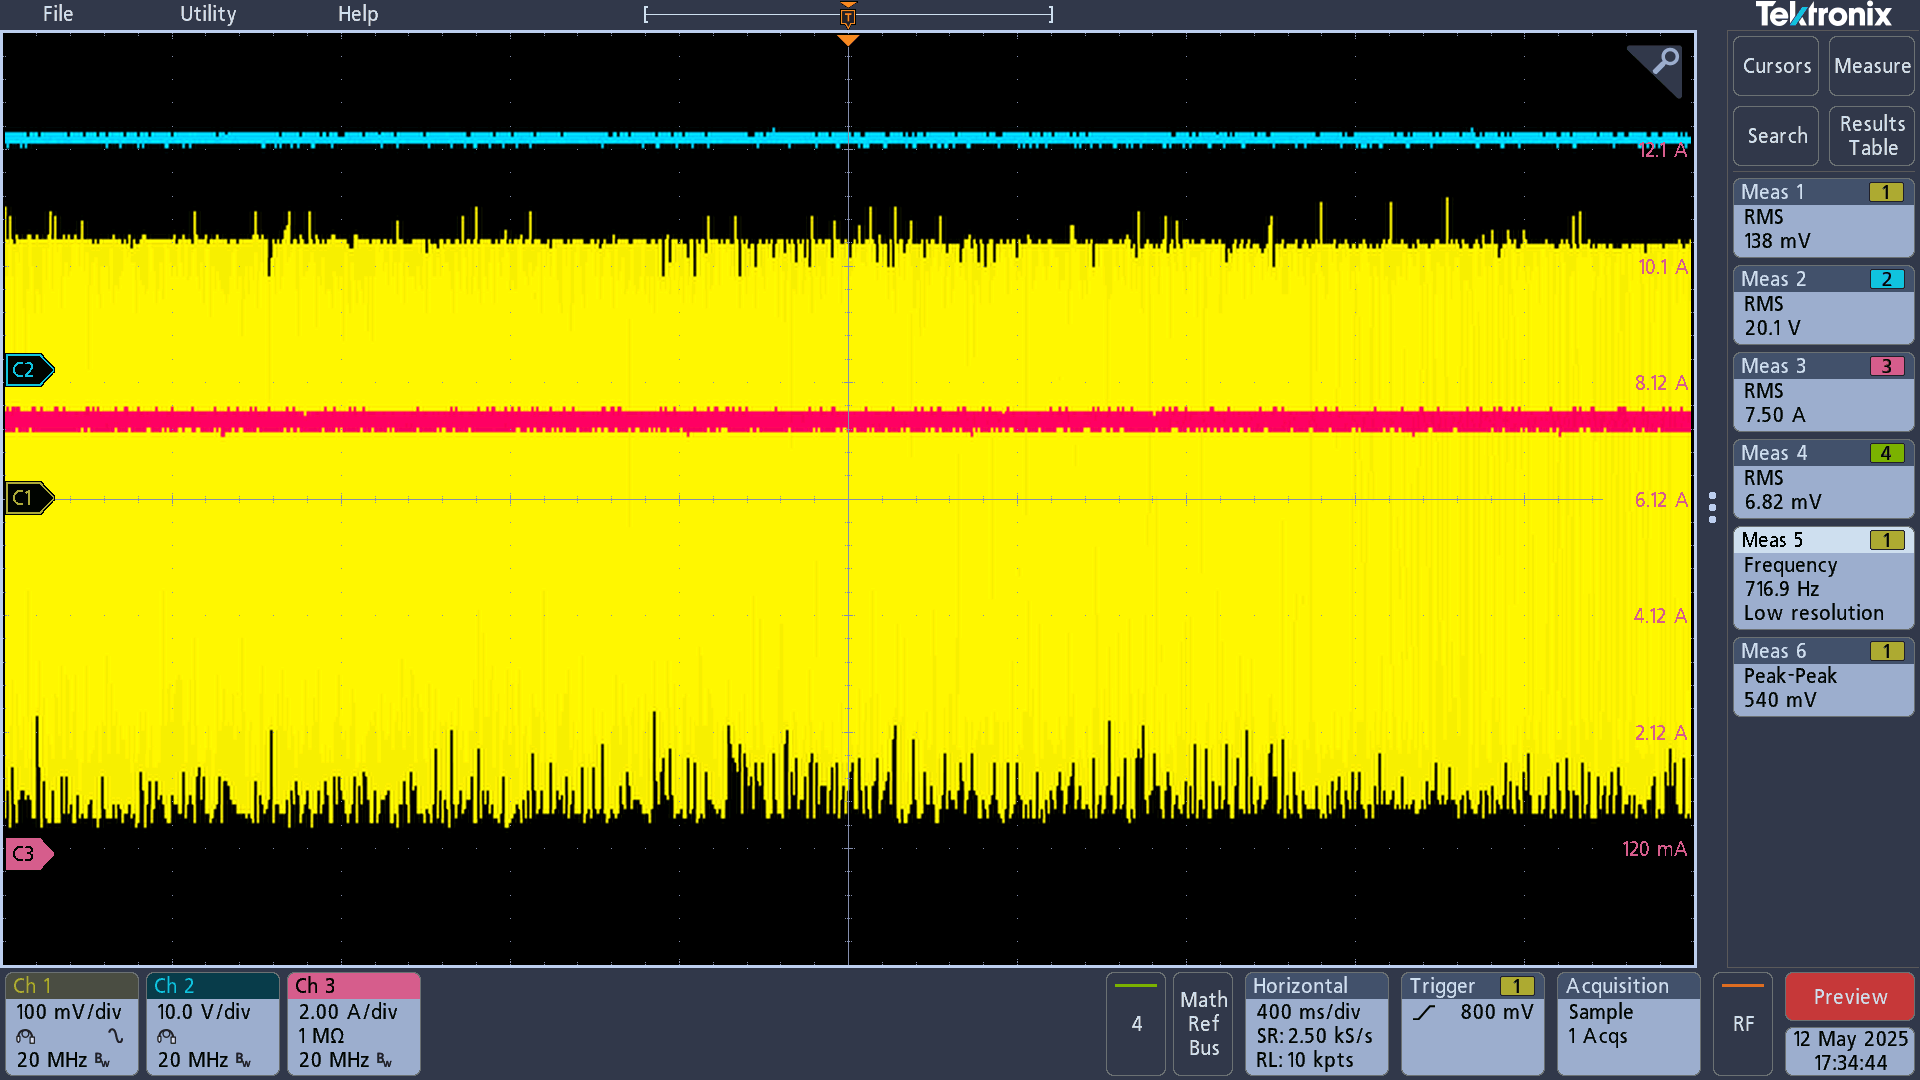 File Utility Help
T
Tektronix
Cursors Measure
Search Results Table
Meas 1 1
RMS
138 mV
Meas 2 2
RMS
20.1 V
Meas 3 3
RMS
7.50 A
Meas 4 4
RMS
6.82 mV
Meas 5 1
Frequency
716.9 Hz
Low resolution
Meas 6 1
Peak-Peak
540 mV
12.1 A
10.1 A
C2
8.12 A
C1
6.12 A
4.12 A
2.12 A
C3
120 mA
Ch 1
100 mV/div
20 MHz Bw
Ch 2
10.0 V/div
20 MHz Bw
Ch 3
2.00 A/div
1 MΩ
20 MHz Bw
4
Math
Ref
Bus
Horizontal
400 ms/div
SR: 2.50 kS/s
RL: 10 kpts
Trigger 1
800 mV
Acquisition
Sample
1 Acqs
RF
Preview
12 May 2025
17:34:44